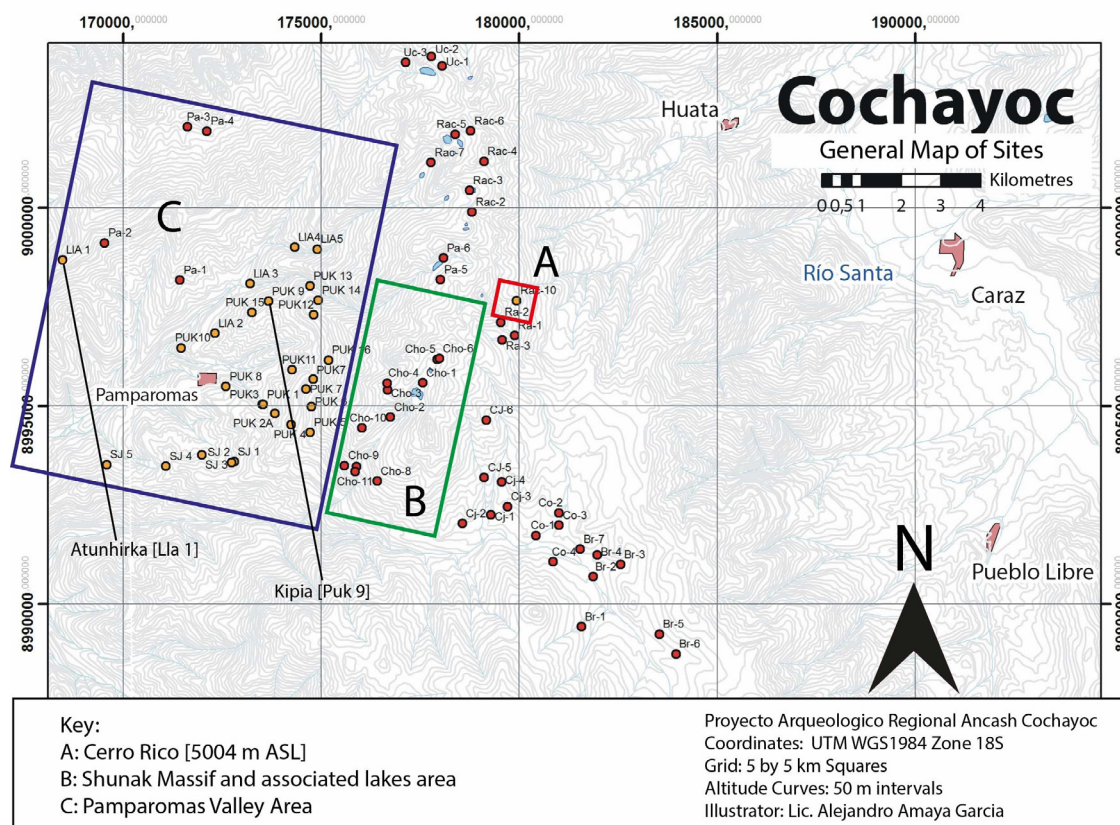 170000,000000 175000,000000 180000,000000 185000,000000 190000,000000
Cochayoc
General Map of Sites
Kilometres
0 0,5 1 2 3 4
Uc-3
Uc-2
Uc-1
Huata
Pa-3
Pa-4
Rac-5
Rac-6
Rac-7
Rac-4
Rac-3
Rac-2
9000000,000000
C
Pa-2
LIA 1
LIA4
LIA5
Pa-6
Pa-5
Pa-1
LIA 3
PUK 13
PUK 9
PUK 14
PUK 15
PUK12
A
Rac-10
Río Santa
Caraz
LIA 2
PUK10
Ra-2
Ra-1
Ra-3
PUK 16
PUK11
Cho-5
Cho-6
PUK 8
PUK7
PUK 7
Cho-4
Cho-1
Cho-3
Pamparomas
PUK3
PUK 1
Cho-2
8995000,000000
PUK 2A
PUK 4
Cho-10
CJ-6
SJ 5
SJ 4
SJ 2
SJ 1
SJ 3
Cho-9
Cho-11
Cho-8
B
CJ-5
Cj-4
Cj-3
Cj-2
Cj-1
Co-2
Co-3
Co-1
Co-4
Br-7
Br-4
Br-3
Br-2
N
Pueblo Libre
Atunhirka [Lla 1]
Kipia [Puk 9]
8990000,000000
Br-1
Br-5
Br-6
Key:
A: Cerro Rico [5004 m ASL]
B: Shunak Massif and associated lakes area
C: Pamparomas Valley Area
Proyecto Arqueologico Regional Ancash Cochayoc
Coordinates: UTM WGS1984 Zone 18S
Grid: 5 by 5 km Squares
Altitude Curves: 50 m intervals
Illustrator: Lic. Alejandro Amaya Garcia